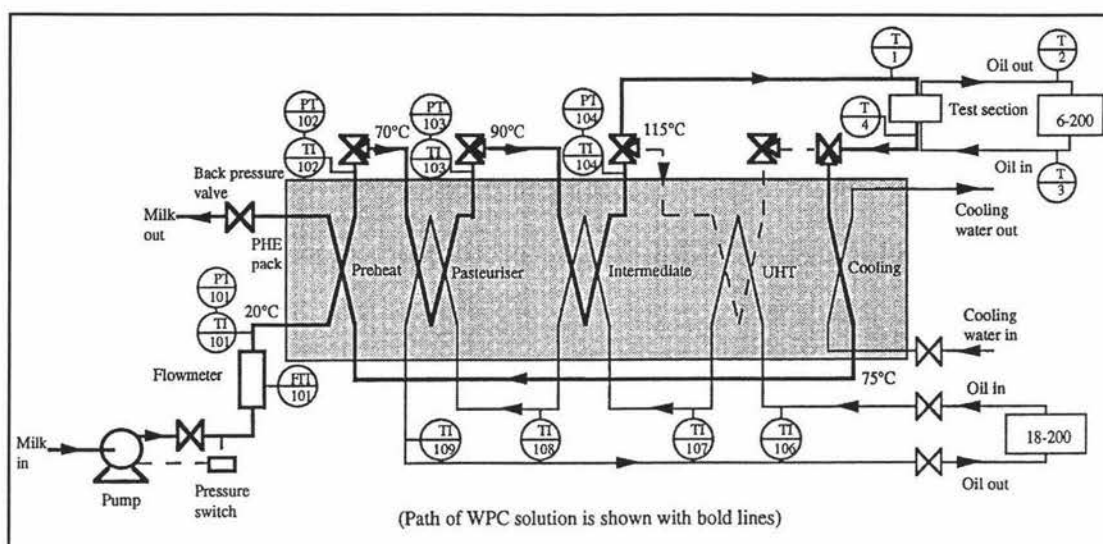 T
1
T
2
Oil out
PT
102
PT
103
PT
104
Test section
T
4
6-200
TI
102
70°C
TI
103
90°C
TI
104
115°C
Back pressure
valve
Oil in
T
3
Milk
out
Cooling
water out
PHE
pack
Preheat
Pasteuriser
Intermediate
UHT
Cooling
PT
101
20°C
TI
101
Cooling
water in
Flowmeter
FIT
101
75°C
Oil in
TI
109
TI
108
TI
107
TI
106
18-200
Milk
in
Oil out
Pump
Pressure
switch
(Path of WPC solution is shown with bold lines)